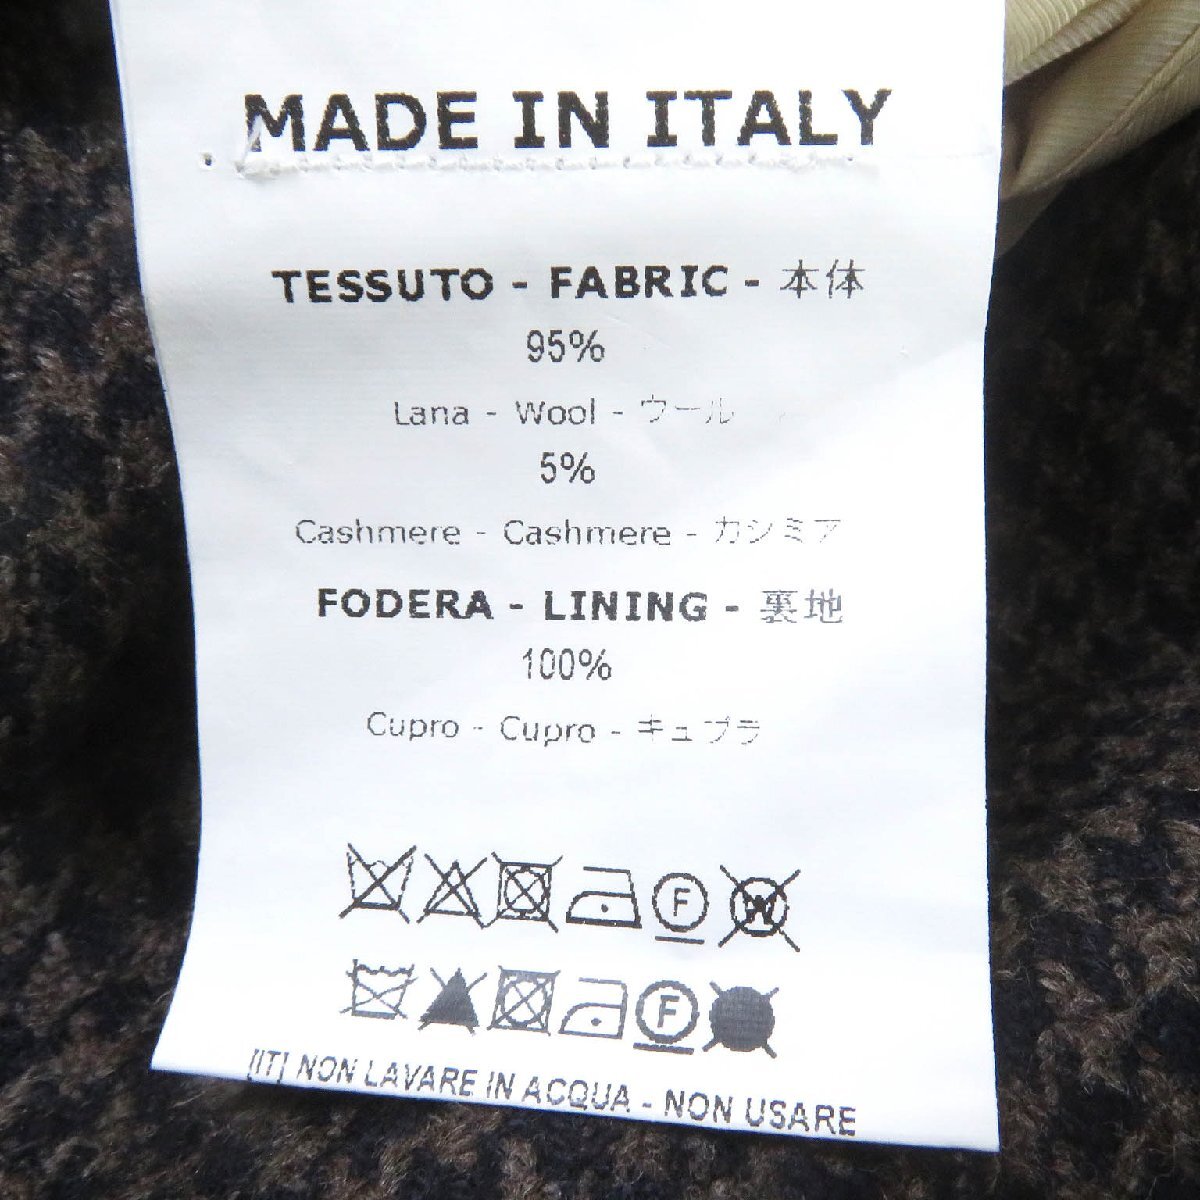 MADE IN ITALY
TESSUTO - FABRIC - 本体
95%
Lana - Wool - ウール
5%
Cashmere - Cashmere - カシミア
FODERA - LINING - 裏地
100%
Cupro - Cupro - キュプラ
F W
F
[IT] NON LAVARE IN ACQUA - NON USARE